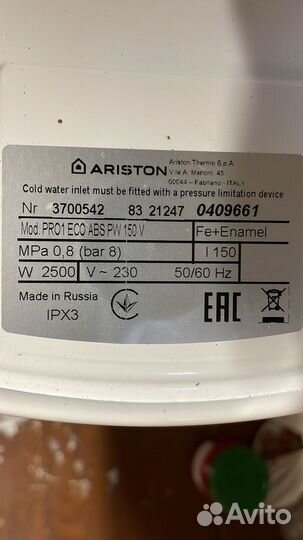 ARISTON
Ariston Thermo S.p.A.
V.le A. Merloni, 45
60044 – Fabriano - ITALY
Cold water inlet must be fitted with a pressure limitation device
Nr 3700542 83 21247 0409661
Mod. PRO1 ECO ABS PW 150 V Fe+Enamel
MPa 0,8 (bar 8) l 150
W 2500 V ~ 230 50/60 Hz
Made in Russia
IPX3
EAC
Avito